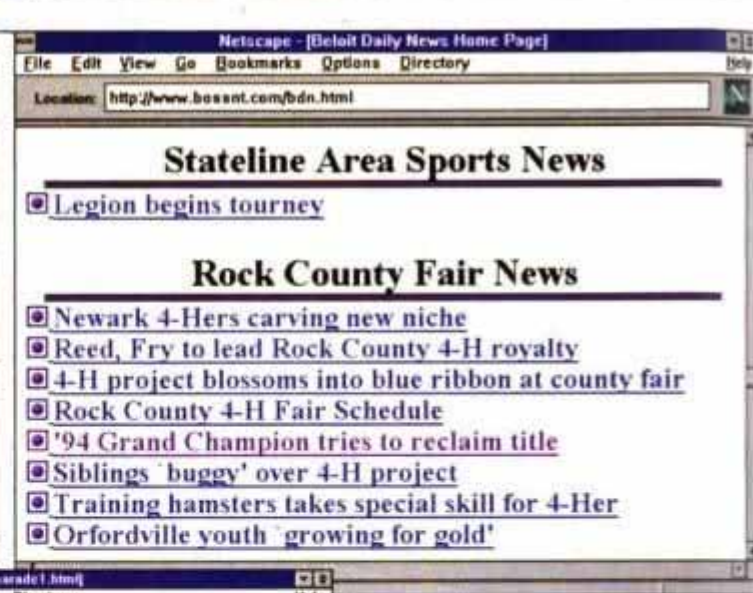 Netscape - [Beloit Daily News Home Page]
File Edit View Go Bookmarks Options Directory Help
Location: http://www.bossnt.com/bdn.html
N
Stateline Area Sports News
Legion begins tourney
Rock County Fair News
Newark 4-Hers carving new niche
Reed, Fry to lead Rock County 4-H royalty
4-H project blossoms into blue ribbon at county fair
Rock County 4-H Fair Schedule
'94 Grand Champion tries to reclaim title
Siblings `buggy' over 4-H project
Training hamsters takes special skill for 4-Her
Orfordville youth `growing for gold'
arade1.html]